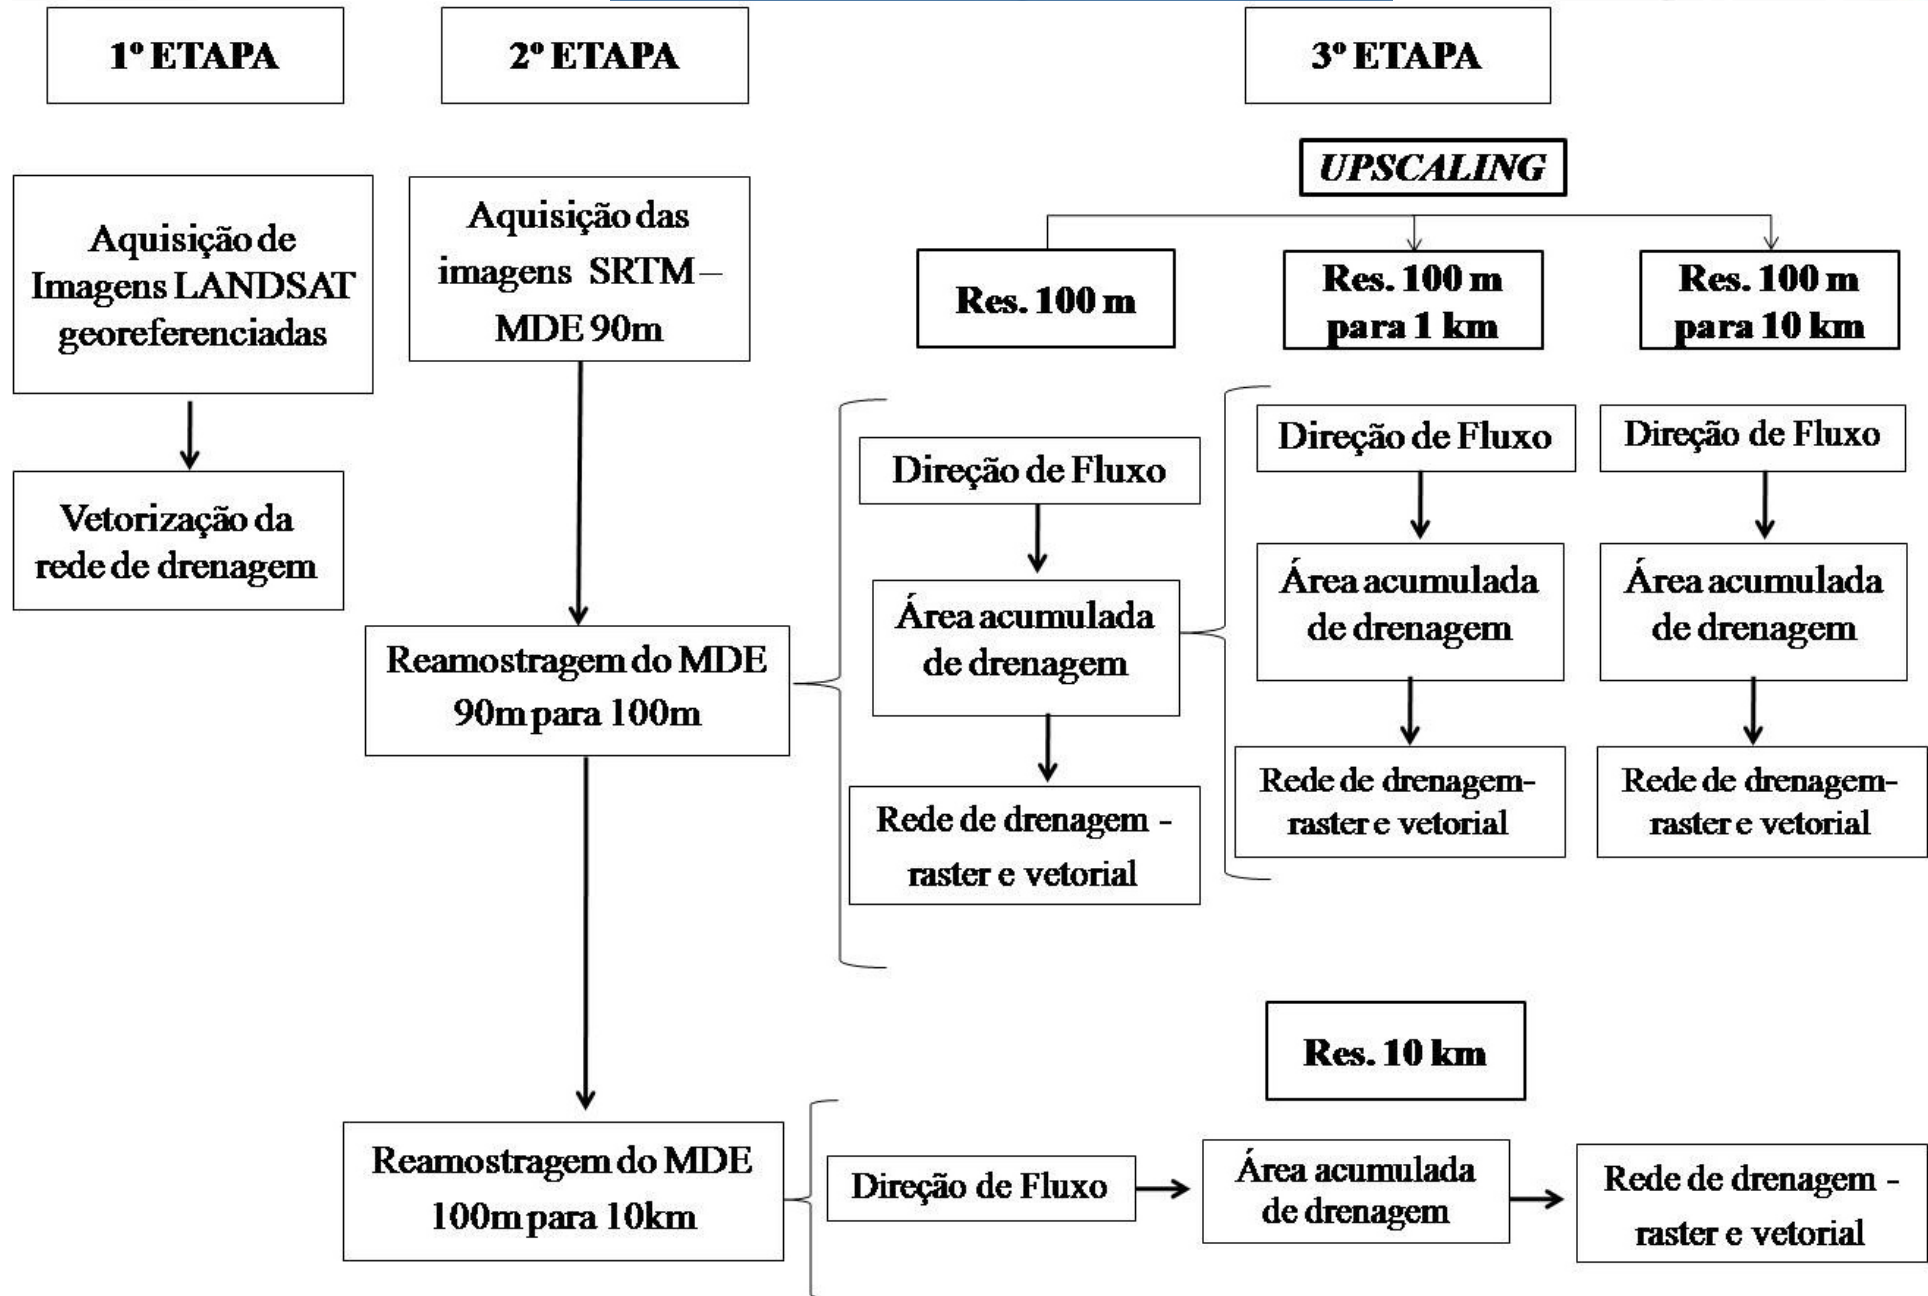 1º ETAPA
2º ETAPA
3º ETAPA
UPSCALING
Aquisição de
Imagens LANDSAT
georeferenciadas
Vetorização da
rede de drenagem
Aquisição das
imagens SRTM –
MDE 90m
Reamostragem do MDE
90m para 100m
Reamostragem do MDE
100m para 10km
Res. 100 m
Direção de Fluxo
Área acumulada
de drenagem
Rede de drenagem -
raster e vetorial
Res. 100 m
para 1 km
Direção de Fluxo
Área acumulada
de drenagem
Rede de drenagem-
raster e vetorial
Res. 100 m
para 10 km
Direção de Fluxo
Área acumulada
de drenagem
Rede de drenagem-
raster e vetorial
Res. 10 km
Direção de Fluxo
Área acumulada
de drenagem
Rede de drenagem -
raster e vetorial